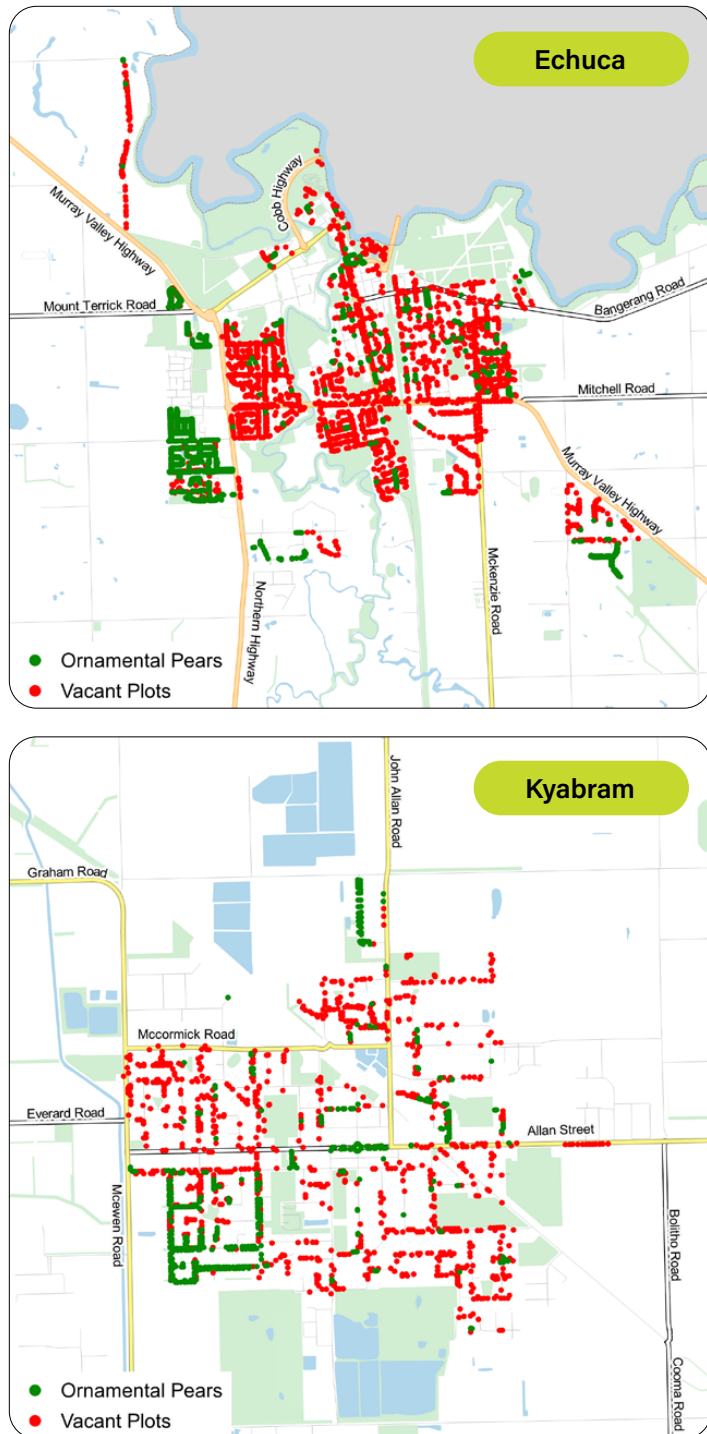 Echuca
Cobb Highway
Murray Valley Highway
Mount Terrick Road
Bangerang Road
Mitchell Road
Murray Valley Highway
Mckenzie Road
Northern Highway
Ornamental Pears
Vacant Plots
Kyabram
John Allan Road
Graham Road
Mccormick Road
Everard Road
Allan Street
Mcewen Road
Bolitho Road
Cooma Road
Ornamental Pears
Vacant Plots